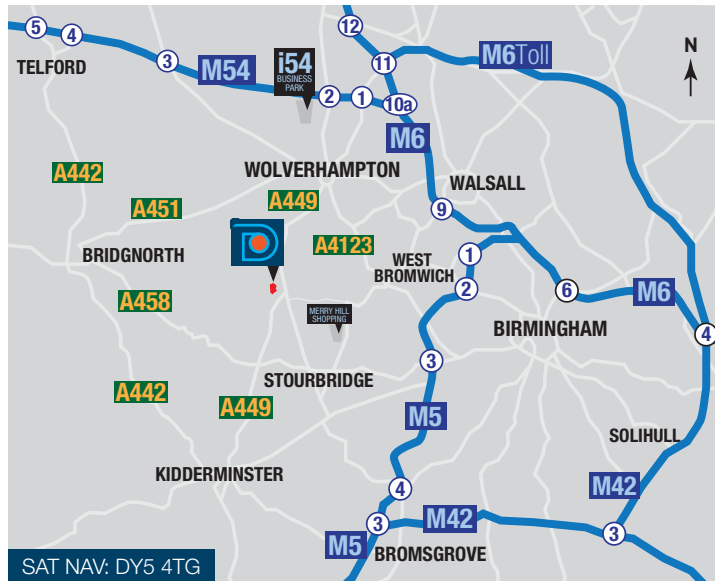 12
5
4
TELFORD
3
M54
i54
BUSINESS
PARK
2
1
11
10a
M6Toll
N
M6
A442
WOLVERHAMPTON
WALSALL
A451
A449
9
BRIDGNORTH
A4123
WEST
BROMWICH
1
2
6
M6
A458
MERRY HILL
SHOPPING
BIRMINGHAM
4
3
STOURBRIDGE
A442
A449
M5
SOLIHULL
KIDDERMINSTER
4
M42
3
M42
3
M5
BROMSGROVE
SAT NAV: DY5 4TG